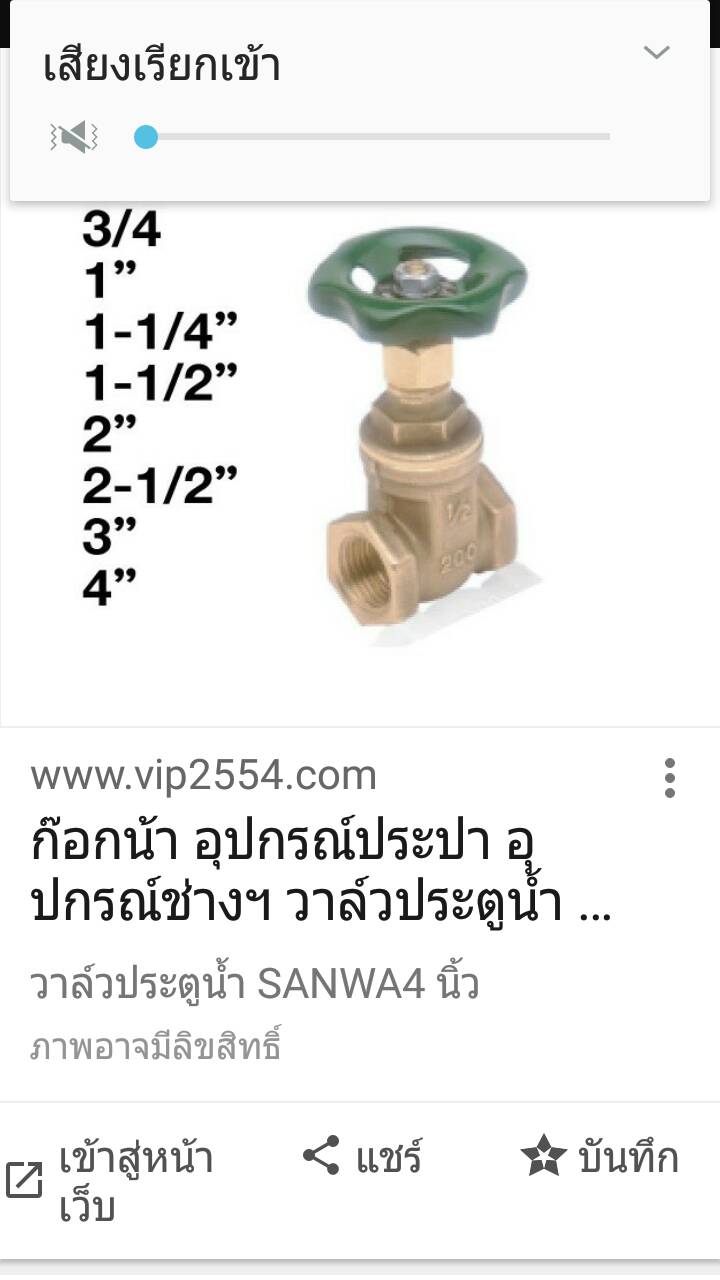 เสียงเรียกเข้า
3/4
1”
1-1/4”
1-1/2”
2”
2-1/2”
3”
4”
1/2
200
www.vip2554.com
ก๊อกน้า อุปกรณ์ประปา อุ
ปกรณ์ช่างฯ วาล์วประตูน้ำ ...
วาล์วประตูน้ำ SANWA4 นิ้ว
ภาพอาจมีลิขสิทธิ์
เข้าสู่หน้า
เว็บ
แชร์
บันทึก